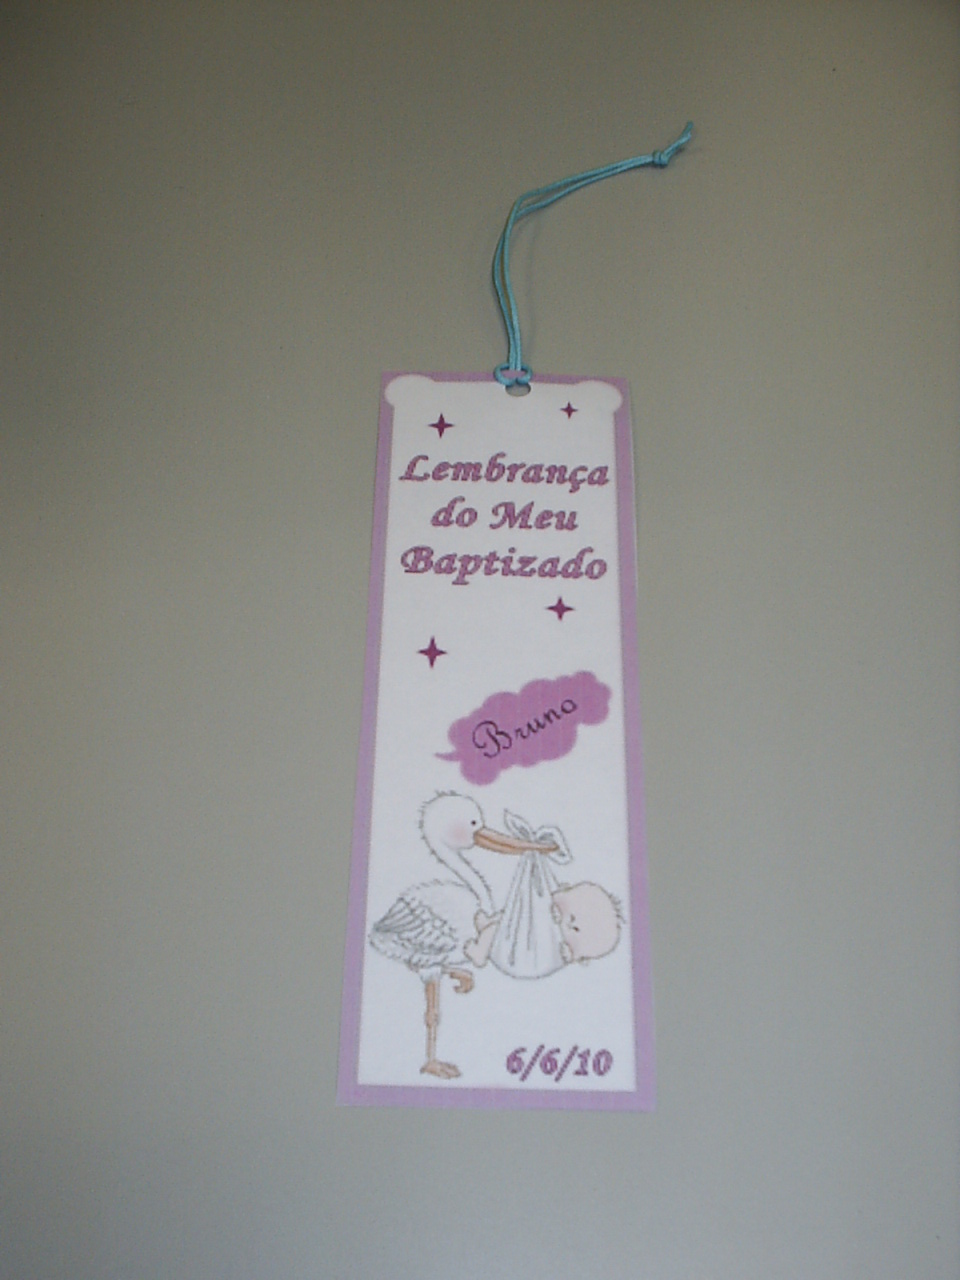 Lembrança
do Meu
Baptizado
Bruno
6/6/10